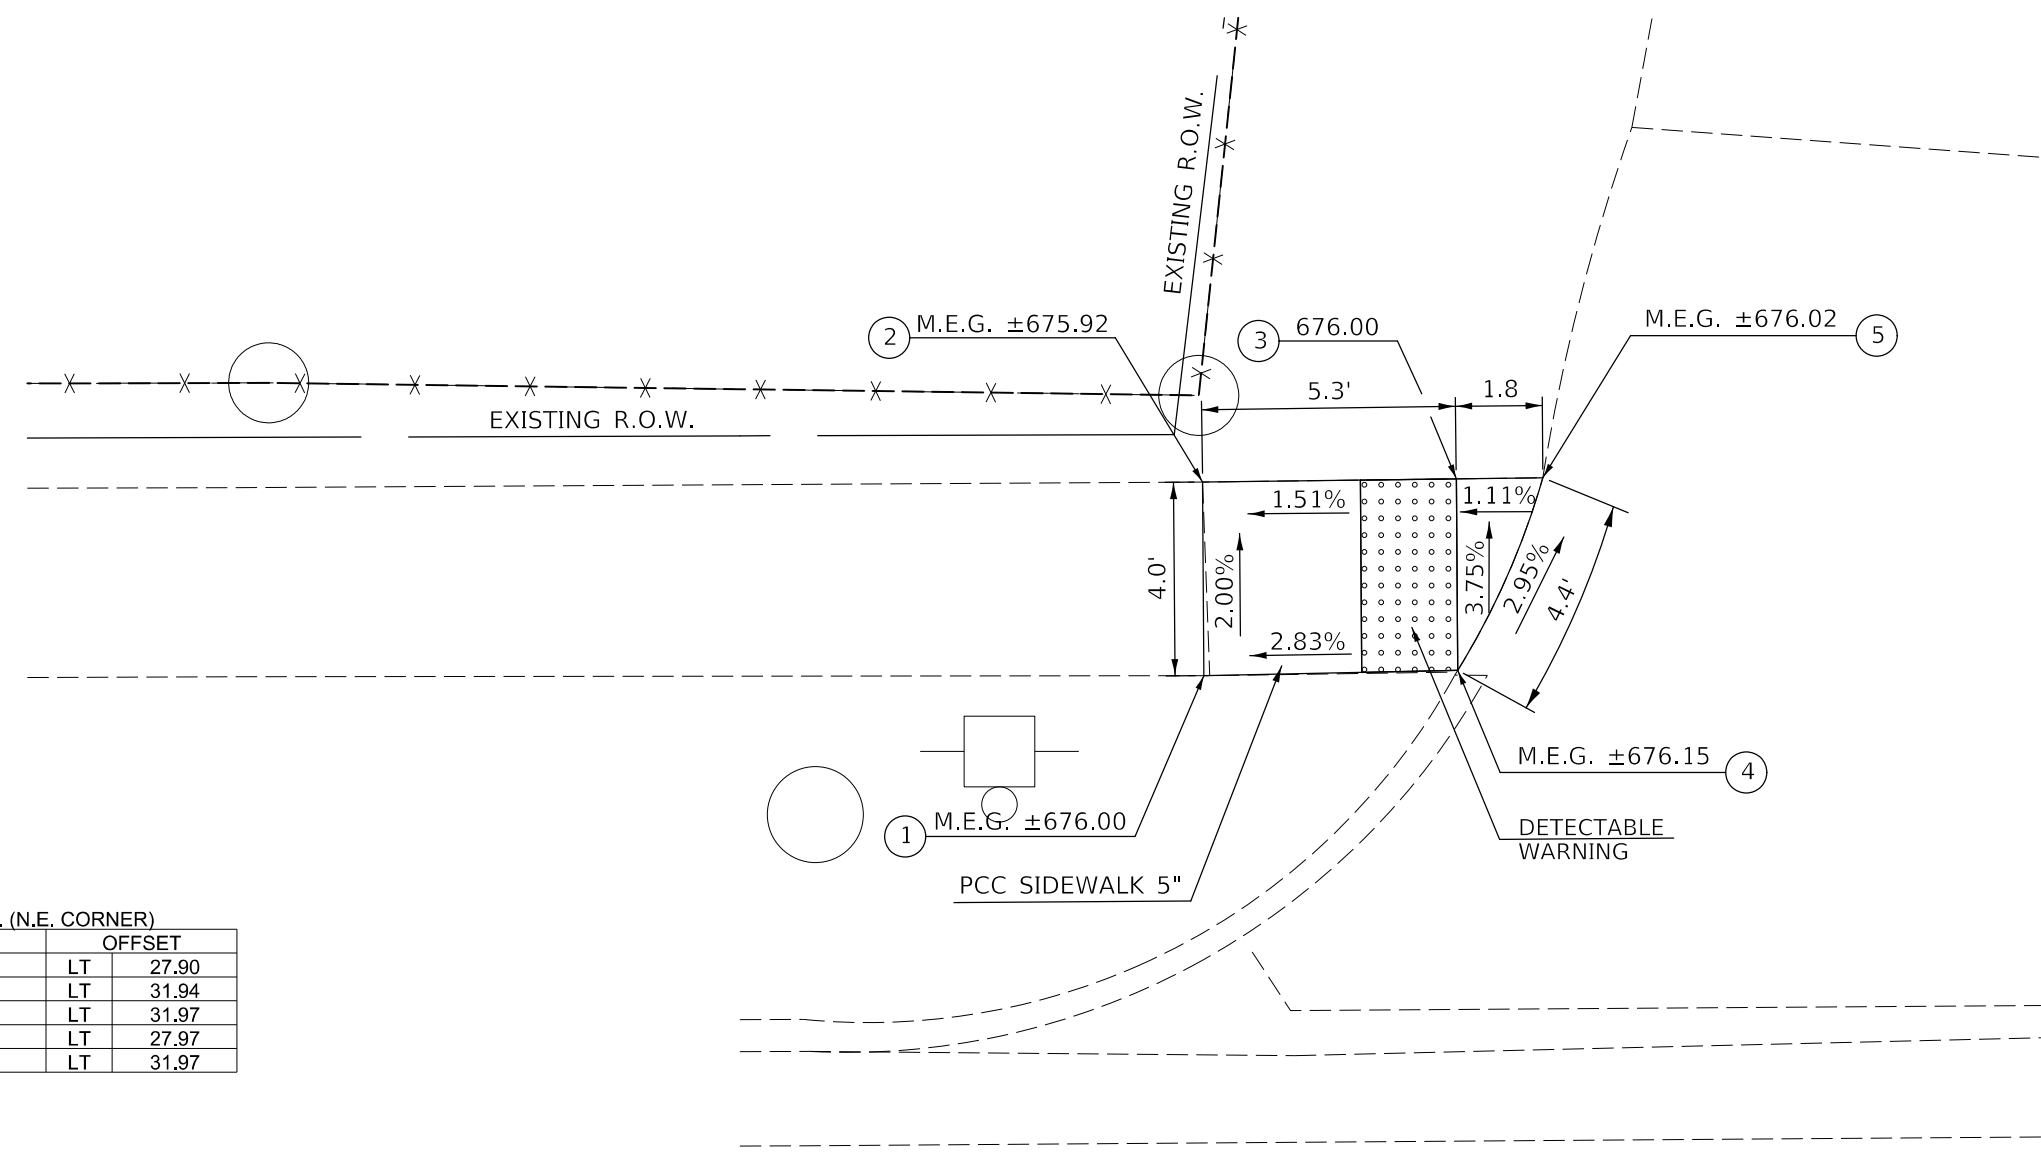 EXISTING R.O.W.
2 M.E.G. ±675.92
3 676.00
M.E.G. ±676.02 5
5.3'
1.8
EXISTING R.O.W.
1.51%
1.11%
4.0'
2.00%
3.75%
2.95%
4.4'
2.83%
M.E.G. ±676.15 4
1 M.E.G. ±676.00
DETECTABLE
WARNING
PCC SIDEWALK 5"
. (N.E. CORNER)
OFFSET
LT 27.90
LT 31.94
LT 31.97
LT 27.97
LT 31.97